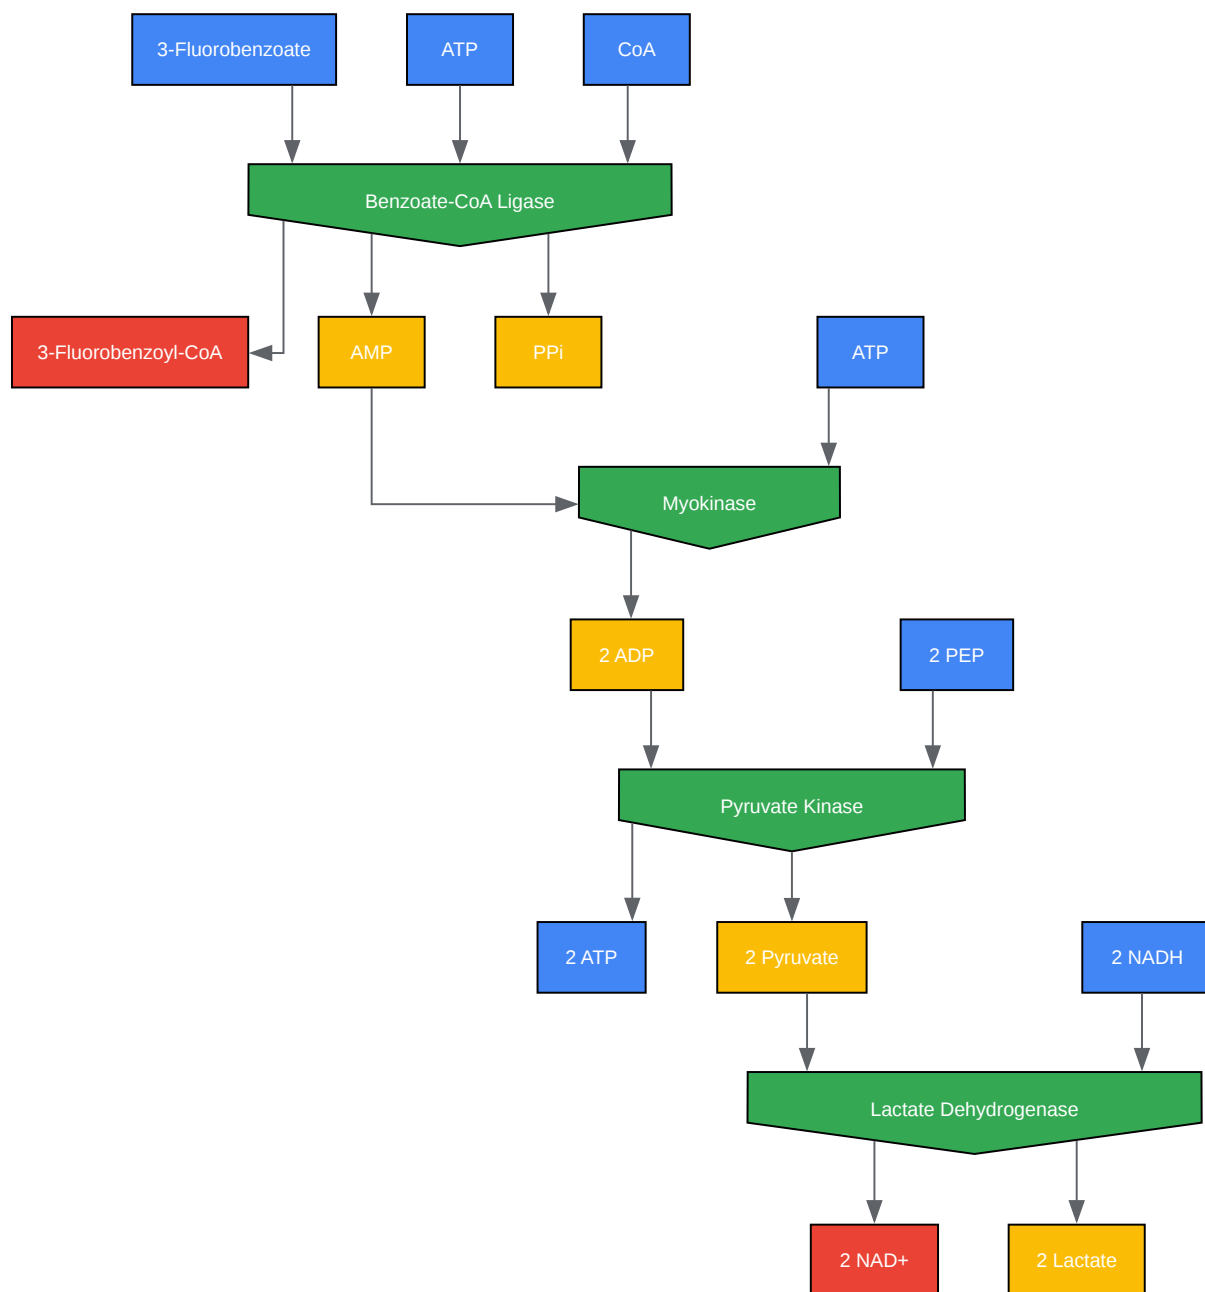 3-Fluorobenzoate
ATP
CoA
Benzoate-CoA Ligase
3-Fluorobenzoyl-CoA
AMP
PPi
ATP
Myokinase
2 ADP
2 PEP
Pyruvate Kinase
2 ATP
2 Pyruvate
2 NADH
Lactate Dehydrogenase
2 NAD+
2 Lactate